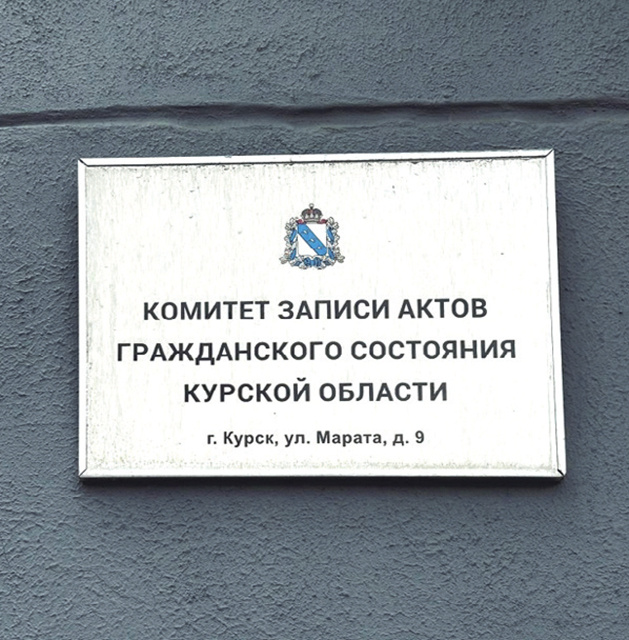 КОМИТЕТ ЗАПИСИ АКТОВ
ГРАЖДАНСКОГО СОСТОЯНИЯ
КУРСКОЙ ОБЛАСТИ
г. Курск, ул. Марата, д. 9